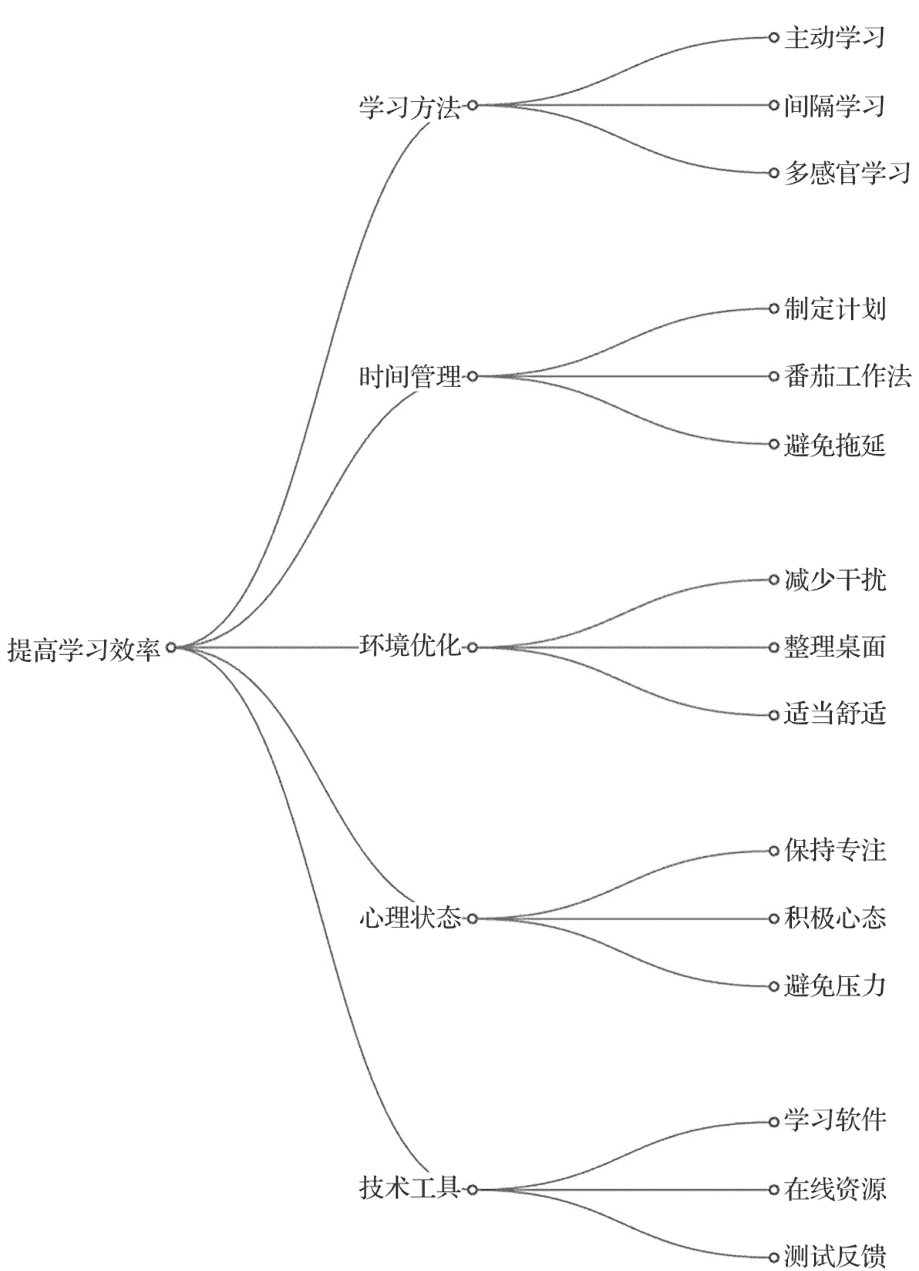 提高学习效率
学习方法
主动学习
间隔学习
多感官学习
时间管理
制定计划
番茄工作法
避免拖延
环境优化
减少干扰
整理桌面
适当舒适
心理状态
保持专注
积极心态
避免压力
技术工具
学习软件
在线资源
测试反馈